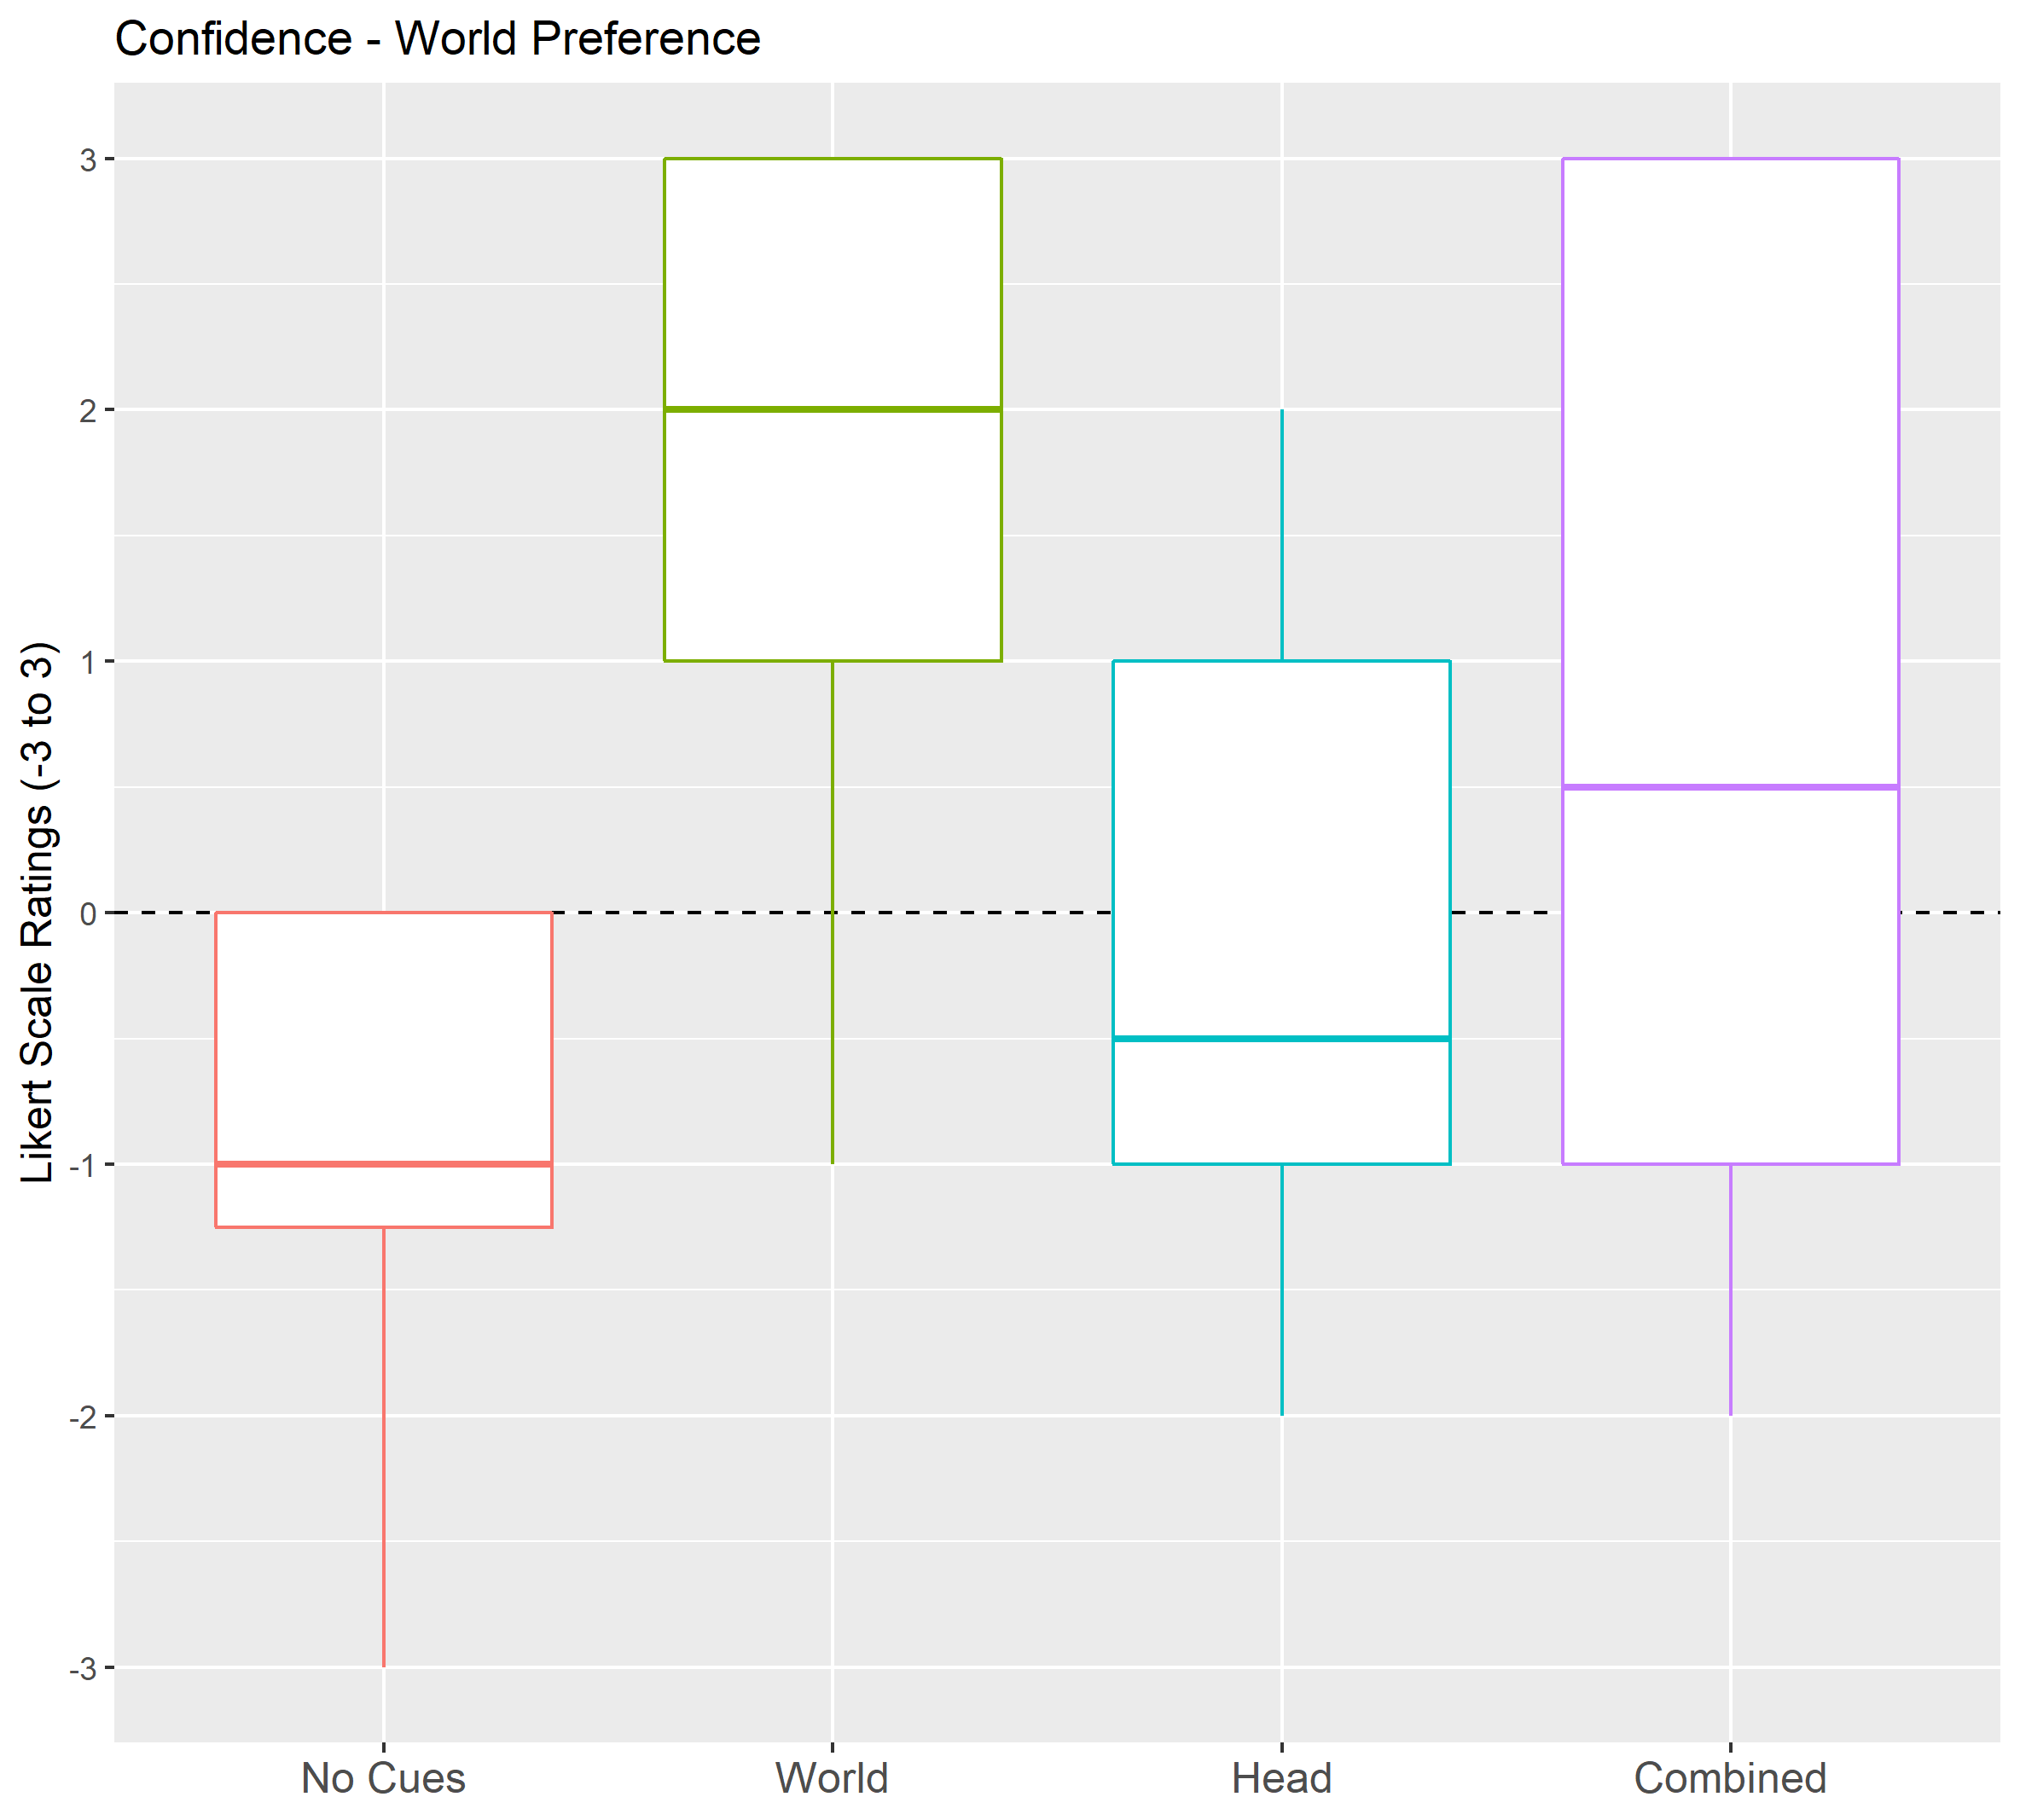 Confidence - World Preference
Likert Scale Ratings (-3 to 3)
3
2
1
0
-1
-2
-3
No Cues
World
Head
Combined